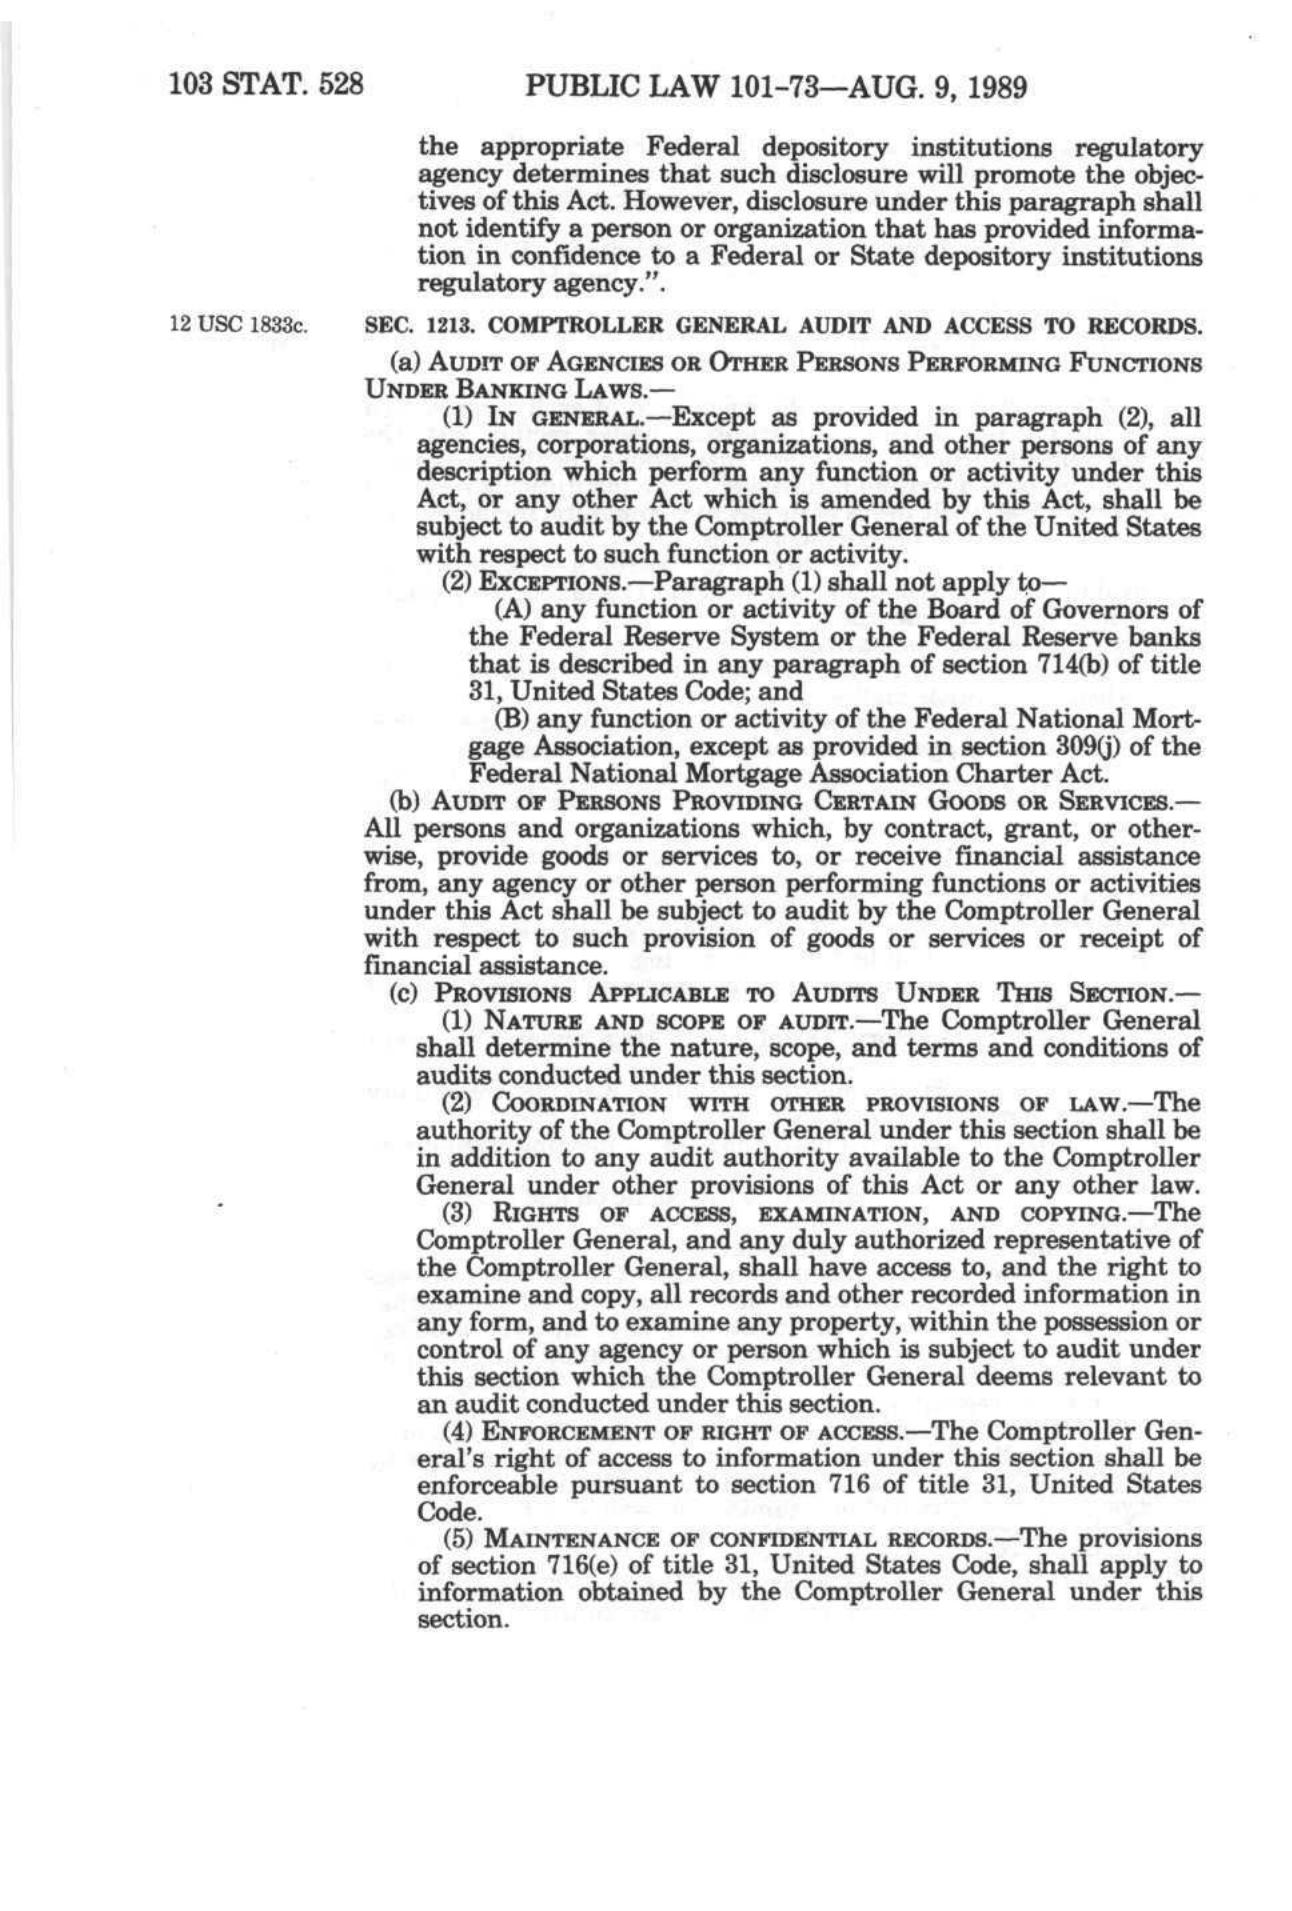 103 STAT. 528 PUBLIC LAW 101-73—AUG. 9, 1989
the appropriate Federal depository institutions regulatory
agency determines that such disclosure will promote the objec-
tives of this Act. However, disclosure under this paragraph shall
not identify a person or organization that has provided informa-
tion in confidence to a Federal or State depository institutions
regulatory agency.”.
12 USC 1833c. SEC. 1213. COMPTROLLER GENERAL AUDIT AND ACCESS TO RECORDS.
(a) AUDIT OF AGENCIES OR OTHER PERSONS PERFORMING FUNCTIONS
UNDER BANKING LAWS.—
(1) IN GENERAL.—Except as provided in paragraph (2), all
agencies, corporations, organizations, and other persons of any
description which perform any function or activity under this
Act, or any other Act which is amended by this Act, shall be
subject to audit by the Comptroller General of the United States
with respect to such function or activity.
(2) EXCEPTIONS.—Paragraph (1) shall not apply to—
(A) any function or activity of the Board of Governors of
the Federal Reserve System or the Federal Reserve banks
that is described in any paragraph of section 714(b) of title
31, United States Code; and
(B) any function or activity of the Federal National Mort-
gage Association, except as provided in section 309(j) of the
Federal National Mortgage Association Charter Act.
(b) AUDIT OF PERSONS PROVIDING CERTAIN GOODS OR SERVICES.—
All persons and organizations which, by contract, grant, or other-
wise, provide goods or services to, or receive financial assistance
from, any agency or other person performing functions or activities
under this Act shall be subject to audit by the Comptroller General
with respect to such provision of goods or services or receipt of
financial assistance.
(c) PROVISIONS APPLICABLE TO AUDITS UNDER THIS SECTION.—
(1) NATURE AND SCOPE OF AUDIT.—The Comptroller General
shall determine the nature, scope, and terms and conditions of
audits conducted under this section.
(2) COORDINATION WITH OTHER PROVISIONS OF LAW.—The
authority of the Comptroller General under this section shall be
in addition to any audit authority available to the Comptroller
General under other provisions of this Act or any other law.
(3) RIGHTS OF ACCESS, EXAMINATION, AND COPYING.—The
Comptroller General, and any duly authorized representative of
the Comptroller General, shall have access to, and the right to
examine and copy, all records and other recorded information in
any form, and to examine any property, within the possession or
control of any agency or person which is subject to audit under
this section which the Comptroller General deems relevant to
an audit conducted under this section.
(4) ENFORCEMENT OF RIGHT OF ACCESS.—The Comptroller Gen-
eral's right of access to information under this section shall be
enforceable pursuant to section 716 of title 31, United States
Code.
(5) MAINTENANCE OF CONFIDENTIAL RECORDS.—The provisions
of section 716(e) of title 31, United States Code, shall apply to
information obtained by the Comptroller General under this
section.